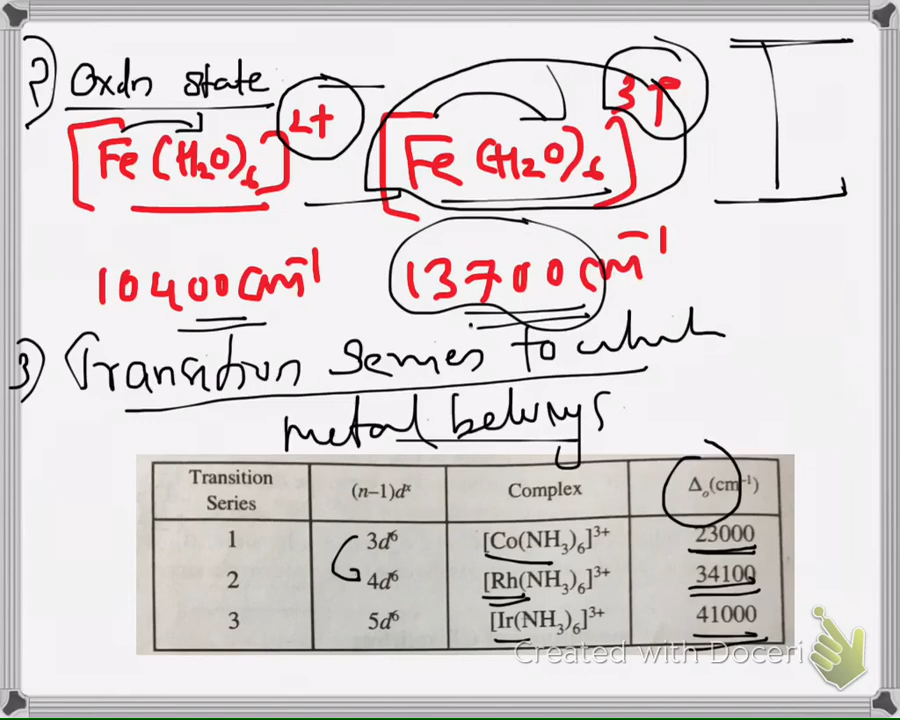 2) Oxdn state
[Fe(H₂O)₆]²⁺ [Fe(H₂O)₆]³⁺
10400 cm⁻¹ 13700 cm⁻¹
3) Transition series to which
metal belongs
Transition Series (n–1)dˣ Complex Δₒ(cm⁻¹)
1 3d⁶ [Co(NH₃)₆]³⁺ 23000
2 4d⁶ [Rh(NH₃)₆]³⁺ 34100
3 5d⁶ [Ir(NH₃)₆]³⁺ 41000
Created with Doceri